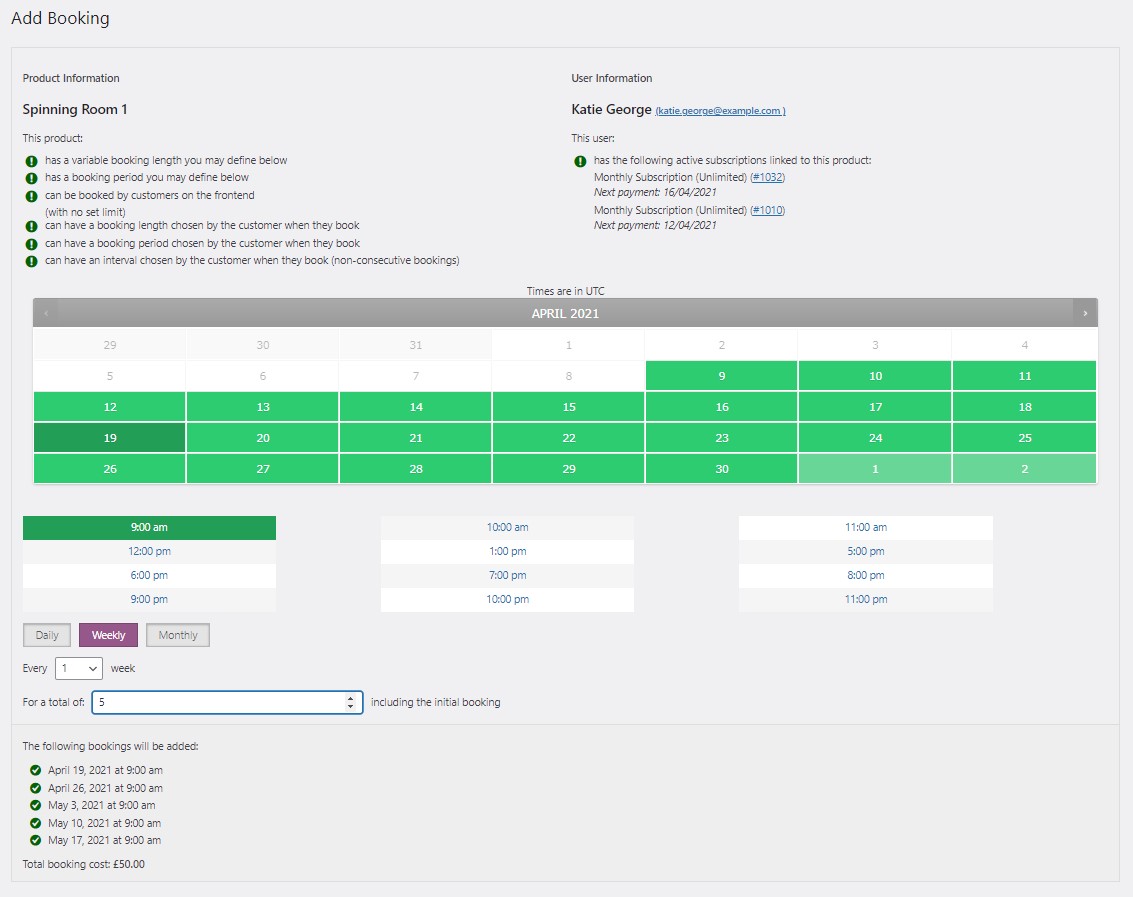 Add Booking
Product Information
Spinning Room 1
This product:
has a variable booking length you may define below
has a booking period you may define below
can be booked by customers on the frontend
(with no set limit)
can have a booking length chosen by the customer when they book
can have a booking period chosen by the customer when they book
can have an interval chosen by the customer when they book (non-consecutive bookings)
User Information
Katie George (katie.george@example.com )
This user:
has the following active subscriptions linked to this product:
Monthly Subscription (Unlimited) (#1032)
Next payment: 16/04/2021
Monthly Subscription (Unlimited) (#1010)
Next payment: 12/04/2021
Times are in UTC
APRIL 2021
29 30 31 1 2 3 4
5 6 7 8 9 10 11
12 13 14 15 16 17 18
19 20 21 22 23 24 25
26 27 28 29 30 1 2
9:00 am 10:00 am 11:00 am
12:00 pm 1:00 pm 5:00 pm
6:00 pm 7:00 pm 8:00 pm
9:00 pm 10:00 pm 11:00 pm
Daily Weekly Monthly
Every 1 week
For a total of: 5 including the initial booking
The following bookings will be added:
April 19, 2021 at 9:00 am
April 26, 2021 at 9:00 am
May 3, 2021 at 9:00 am
May 10, 2021 at 9:00 am
May 17, 2021 at 9:00 am
Total booking cost: £50.00